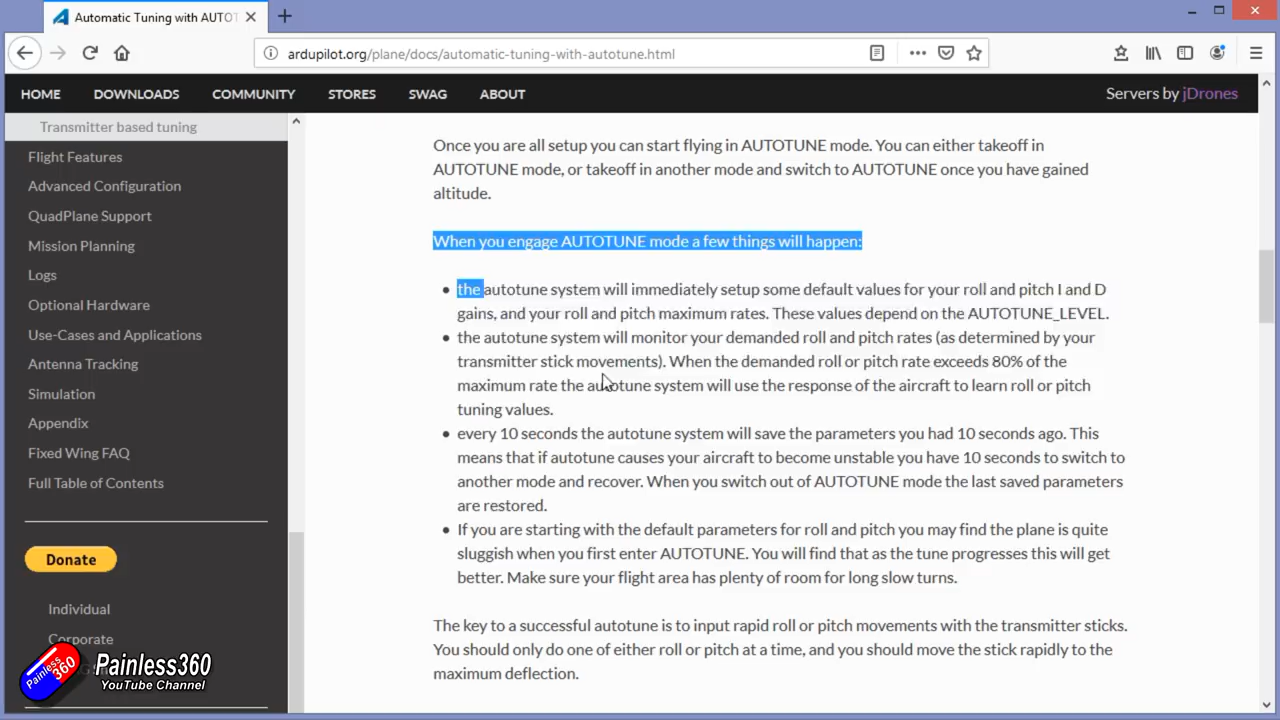 Automatic Tuning with AUTOT
ardupilot.org/plane/docs/automatic-tuning-with-autotune.html
HOME DOWNLOADS COMMUNITY STORES SWAG ABOUT
Servers by jDrones
Transmitter based tuning
Flight Features
Advanced Configuration
QuadPlane Support
Mission Planning
Logs
Optional Hardware
Use-Cases and Applications
Antenna Tracking
Simulation
Appendix
Fixed Wing FAQ
Full Table of Contents
Donate
Individual
Corporate
Once you are all setup you can start flying in AUTOTUNE mode. You can either takeoff in
AUTOTUNE mode, or takeoff in another mode and switch to AUTOTUNE once you have gained
altitude.
When you engage AUTOTUNE mode a few things will happen:
• the autotune system will immediately setup some default values for your roll and pitch I and D
gains, and your roll and pitch maximum rates. These values depend on the AUTOTUNE_LEVEL.
• the autotune system will monitor your demanded roll and pitch rates (as determined by your
transmitter stick movements). When the demanded roll or pitch rate exceeds 80% of the
maximum rate the autotune system will use the response of the aircraft to learn roll or pitch
tuning values.
• every 10 seconds the autotune system will save the parameters you had 10 seconds ago. This
means that if autotune causes your aircraft to become unstable you have 10 seconds to switch to
another mode and recover. When you switch out of AUTOTUNE mode the last saved parameters
are restored.
• If you are starting with the default parameters for roll and pitch you may find the plane is quite
sluggish when you first enter AUTOTUNE. You will find that as the tune progresses this will get
better. Make sure your flight area has plenty of room for long slow turns.
The key to a successful autotune is to input rapid roll or pitch movements with the transmitter sticks.
You should only do one of either roll or pitch at a time, and you should move the stick rapidly to the
maximum deflection.
Painless 360
Painless360
YouTube Channel